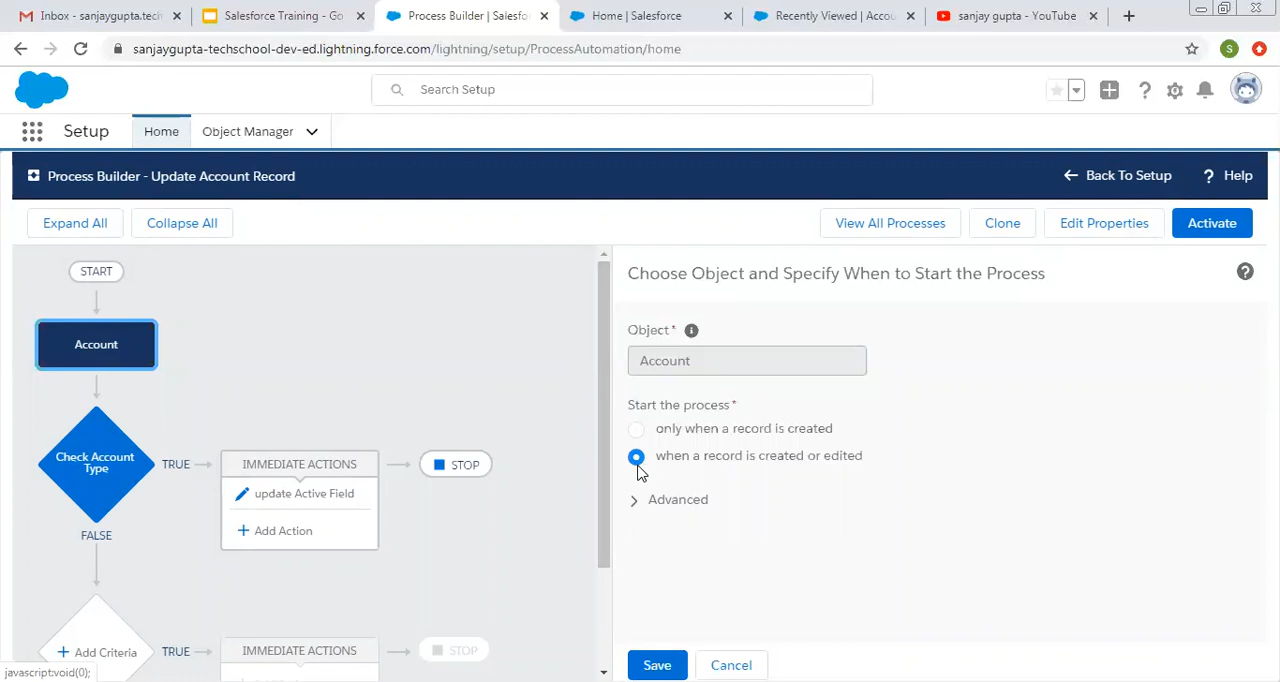 Inbox - sanjaygupta.tech
Salesforce Training - Go
Process Builder | Salesfo
Home | Salesforce
Recently Viewed | Accou
sanjay gupta - YouTube
sanjaygupta-techschool-dev-ed.lightning.force.com/lightning/setup/ProcessAutomation/home
S
Search Setup
Setup
Home
Object Manager
Process Builder - Update Account Record
Back To Setup
? Help
Expand All
Collapse All
View All Processes
Clone
Edit Properties
Activate
START
Account
Check Account
Type
TRUE
IMMEDIATE ACTIONS
update Active Field
+ Add Action
STOP
FALSE
+ Add Criteria
TRUE
IMMEDIATE ACTIONS
STOP
javascript:void(0);
Choose Object and Specify When to Start the Process
Object*
Account
Start the process*
only when a record is created
when a record is created or edited
Advanced
Save
Cancel